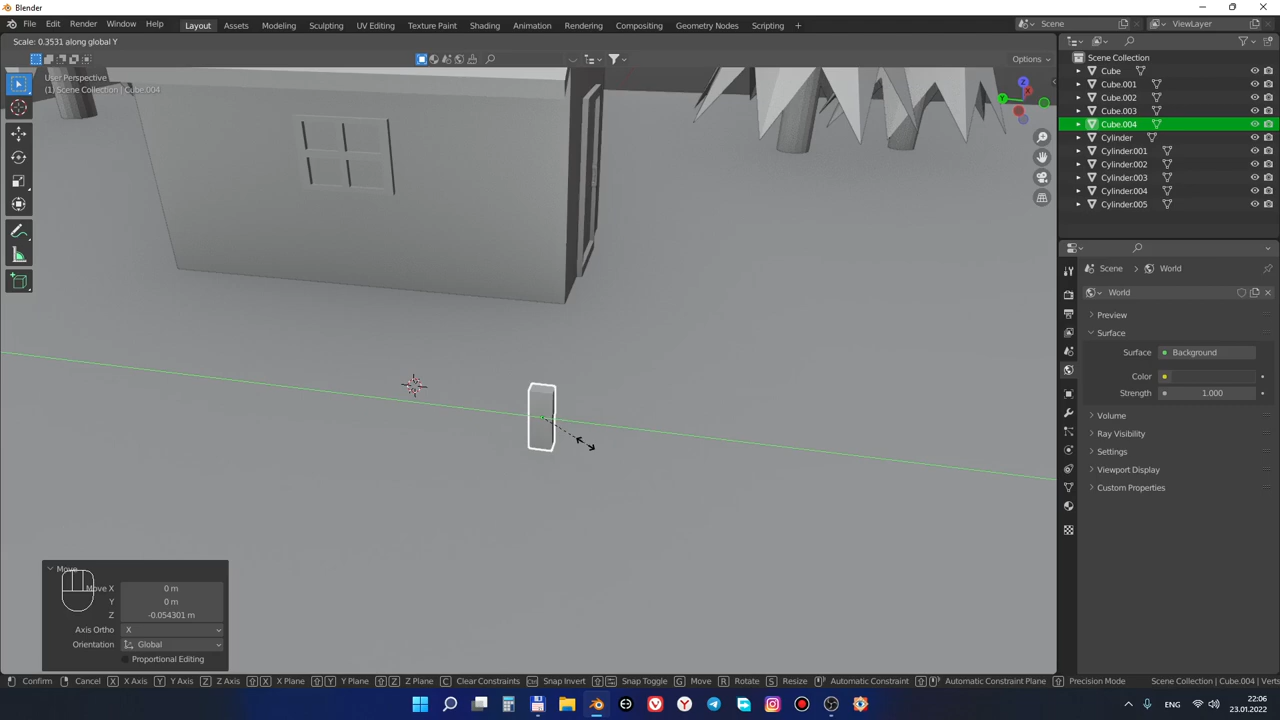 Blender
File Edit Render Window Help Layout Assets Modeling Sculpting UV Editing Texture Paint Shading Animation Rendering Compositing Geometry Nodes Scripting + Scene ViewLayer
Scale: 0.3531 along global Y
Options
User Perspective
(1) Scene Collection | Cube.004
Z
Y
X
Scene Collection
Cube
Cube.001
Cube.002
Cube.003
Cube.004
Cylinder
Cylinder.001
Cylinder.002
Cylinder.003
Cylinder.004
Cylinder.005
Scene > World
World
Preview
Surface
Surface Background
Color
Strength 1.000
Volume
Ray Visibility
Settings
Viewport Display
Custom Properties
Move
Move X 0 m
Y 0 m
Z -0.054301 m
Axis Ortho X
Orientation Global
Proportional Editing
Confirm Cancel X X Axis Y Y Axis Z Z Axis X X Plane Y Y Plane Z Z Plane C Clear Constraints Ctrl Snap Invert Snap Toggle G Move R Rotate S Resize Automatic Constraint Automatic Constraint Plane Precision Mode Scene Collection | Cube.004 | Verts
ENG
22:06
23.01.2022